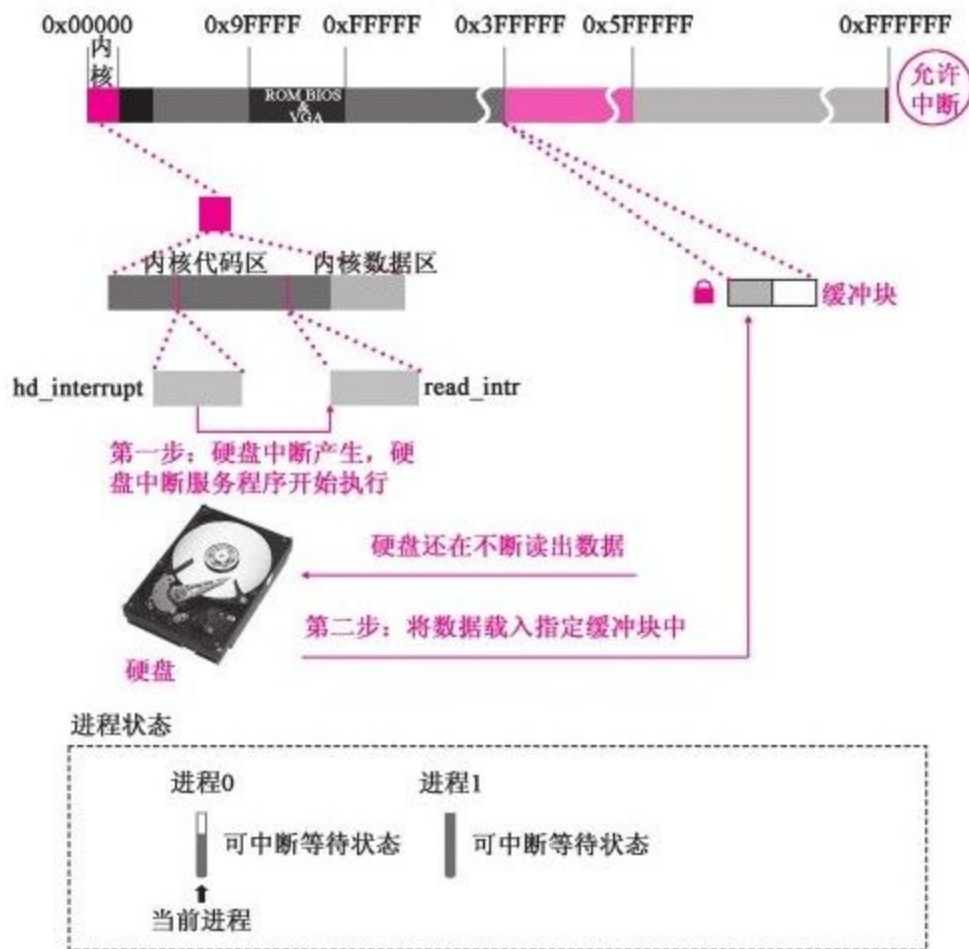 0x00000 0x9FFFF 0xFFFFF 0x3FFFFF 0x5FFFFF 0xFFFFFF
内
核
ROM BIOS
&
VGA
允许
中断
内核代码区 内核数据区
缓冲块
hd_interrupt read_intr
第一步：硬盘中断产生，硬
盘中断服务程序开始执行
硬盘还在不断读出数据
第二步：将数据载入指定缓冲块中
硬盘
进程状态
进程0 进程1
可中断等待状态 可中断等待状态
当前进程